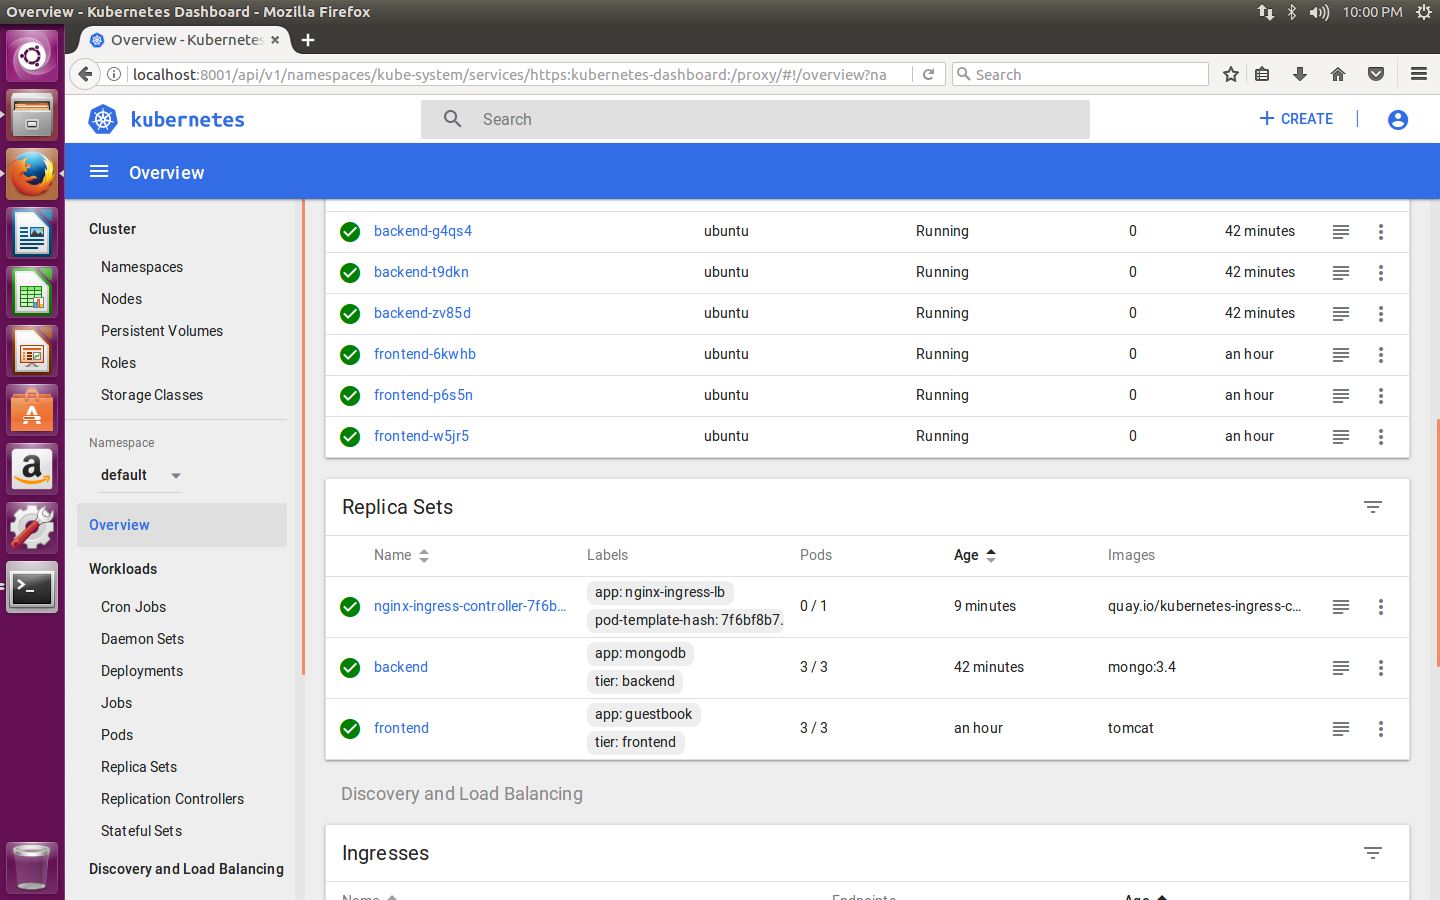 Overview - Kubernetes Dashboard - Mozilla Firefox
10:00 PM
Overview - Kubernetes
localhost:8001/api/v1/namespaces/kube-system/services/https:kubernetes-dashboard:/proxy/#!/overview?na
Search
kubernetes
Search
CREATE
Overview
Cluster
Namespaces
Nodes
Persistent Volumes
Roles
Storage Classes
Namespace
default
Overview
Workloads
Cron Jobs
Daemon Sets
Deployments
Jobs
Pods
Replica Sets
Replication Controllers
Stateful Sets
Discovery and Load Balancing
backend-g4qs4 ubuntu Running 0 42 minutes
backend-t9dkn ubuntu Running 0 42 minutes
backend-zv85d ubuntu Running 0 42 minutes
frontend-6kwhb ubuntu Running 0 an hour
frontend-p6s5n ubuntu Running 0 an hour
frontend-w5jr5 ubuntu Running 0 an hour
Replica Sets
Name Labels Pods Age Images
nginx-ingress-controller-7f6b... app: nginx-ingress-lb 0 / 1 9 minutes quay.io/kubernetes-ingress-c...
pod-template-hash: 7f6bf8b7.
backend app: mongodb 3 / 3 42 minutes mongo:3.4
tier: backend
frontend app: guestbook 3 / 3 an hour tomcat
tier: frontend
Discovery and Load Balancing
Ingresses
Name Endpoints Age